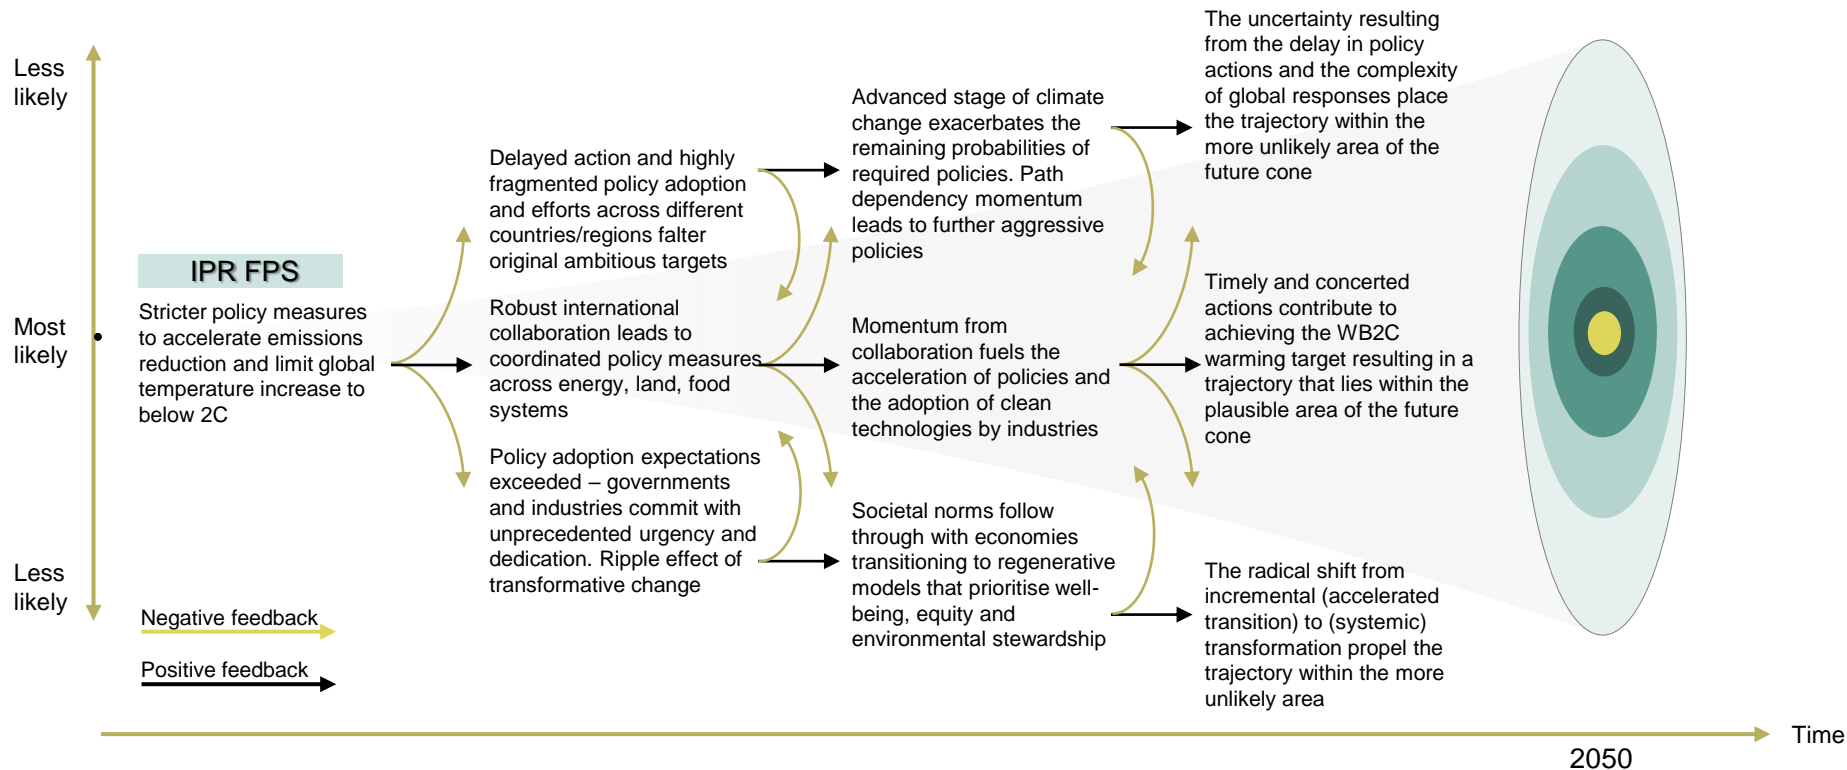 Less
likely
Most
likely
Less
likely
IPR FPS
Stricter policy measures
to accelerate emissions
reduction and limit global
temperature increase to
below 2C
Negative feedback
Positive feedback
Delayed action and highly
fragmented policy adoption
and efforts across different
countries/regions falter
original ambitious targets
Robust international
collaboration leads to
coordinated policy measures
across energy, land, food
systems
Policy adoption expectations
exceeded – governments
and industries commit with
unprecedented urgency and
dedication. Ripple effect of
transformative change
Advanced stage of climate
change exacerbates the
remaining probabilities of
required policies. Path
dependency momentum
leads to further aggressive
policies
Momentum from
collaboration fuels the
acceleration of policies and
the adoption of clean
technologies by industries
Societal norms follow
through with economies
transitioning to regenerative
models that prioritise well-
being, equity and
environmental stewardship
The uncertainty resulting
from the delay in policy
actions and the complexity
of global responses place
the trajectory within the
more unlikely area of the
future cone
Timely and concerted
actions contribute to
achieving the WB2C
warming target resulting in a
trajectory that lies within the
plausible area of the future
cone
The radical shift from
incremental (accelerated
transition) to (systemic)
transformation propel the
trajectory within the more
unlikely area
Time
2050